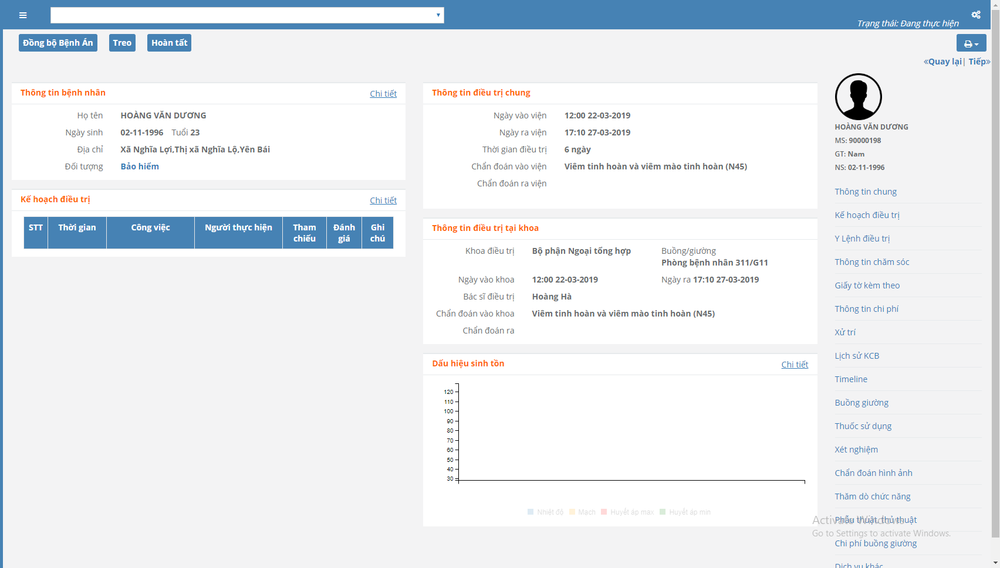 Trạng thái: Đang thực hiện
Đồng bộ Bệnh Án Treo Hoàn tất
«Quay lại| Tiếp»
Thông tin bệnh nhân Chi tiết
Họ tên HOÀNG VĂN DƯƠNG
Ngày sinh 02-11-1996 Tuổi 23
Địa chỉ Xã Nghĩa Lợi,Thị xã Nghĩa Lộ,Yên Bái
Đối tượng Bảo hiểm
Kế hoạch điều trị Chi tiết
STT Thời gian Công việc Người thực hiện Tham chiếu Đánh giá Ghi chú
Thông tin điều trị chung
Ngày vào viện 12:00 22-03-2019
Ngày ra viện 17:10 27-03-2019
Thời gian điều trị 6 ngày
Chẩn đoán vào viện Viêm tinh hoàn và viêm mào tinh hoàn (N45)
Chẩn đoán ra viện
Thông tin điều trị tại khoa
Khoa điều trị Bộ phận Ngoại tổng hợp Buồng/giường
Phòng bệnh nhân 311/G11
Ngày vào khoa 12:00 22-03-2019 Ngày ra 17:10 27-03-2019
Bác sĩ điều trị Hoàng Hà
Chẩn đoán vào khoa Viêm tinh hoàn và viêm mào tinh hoàn (N45)
Chẩn đoán ra
Dấu hiệu sinh tồn Chi tiết
120
110
100
90
80
70
60
50
40
30
Nhiệt độ Mạch Huyết áp max Huyết áp min
HOÀNG VĂN DƯƠNG
MS: 90000198
GT: Nam
NS: 02-11-1996
Thông tin chung
Kế hoạch điều trị
Y Lệnh điều trị
Thông tin chăm sóc
Giấy tờ kèm theo
Thông tin chi phí
Xử trí
Lịch sử KCB
Timeline
Buồng giường
Thuốc sử dụng
Xét nghiệm
Chẩn đoán hình ảnh
Thăm dò chức năng
Phẫu thuật, thủ thuật
Chi phí buồng giường
Dịch vụ khác
Activate Windows
Go to Settings to activate Windows.